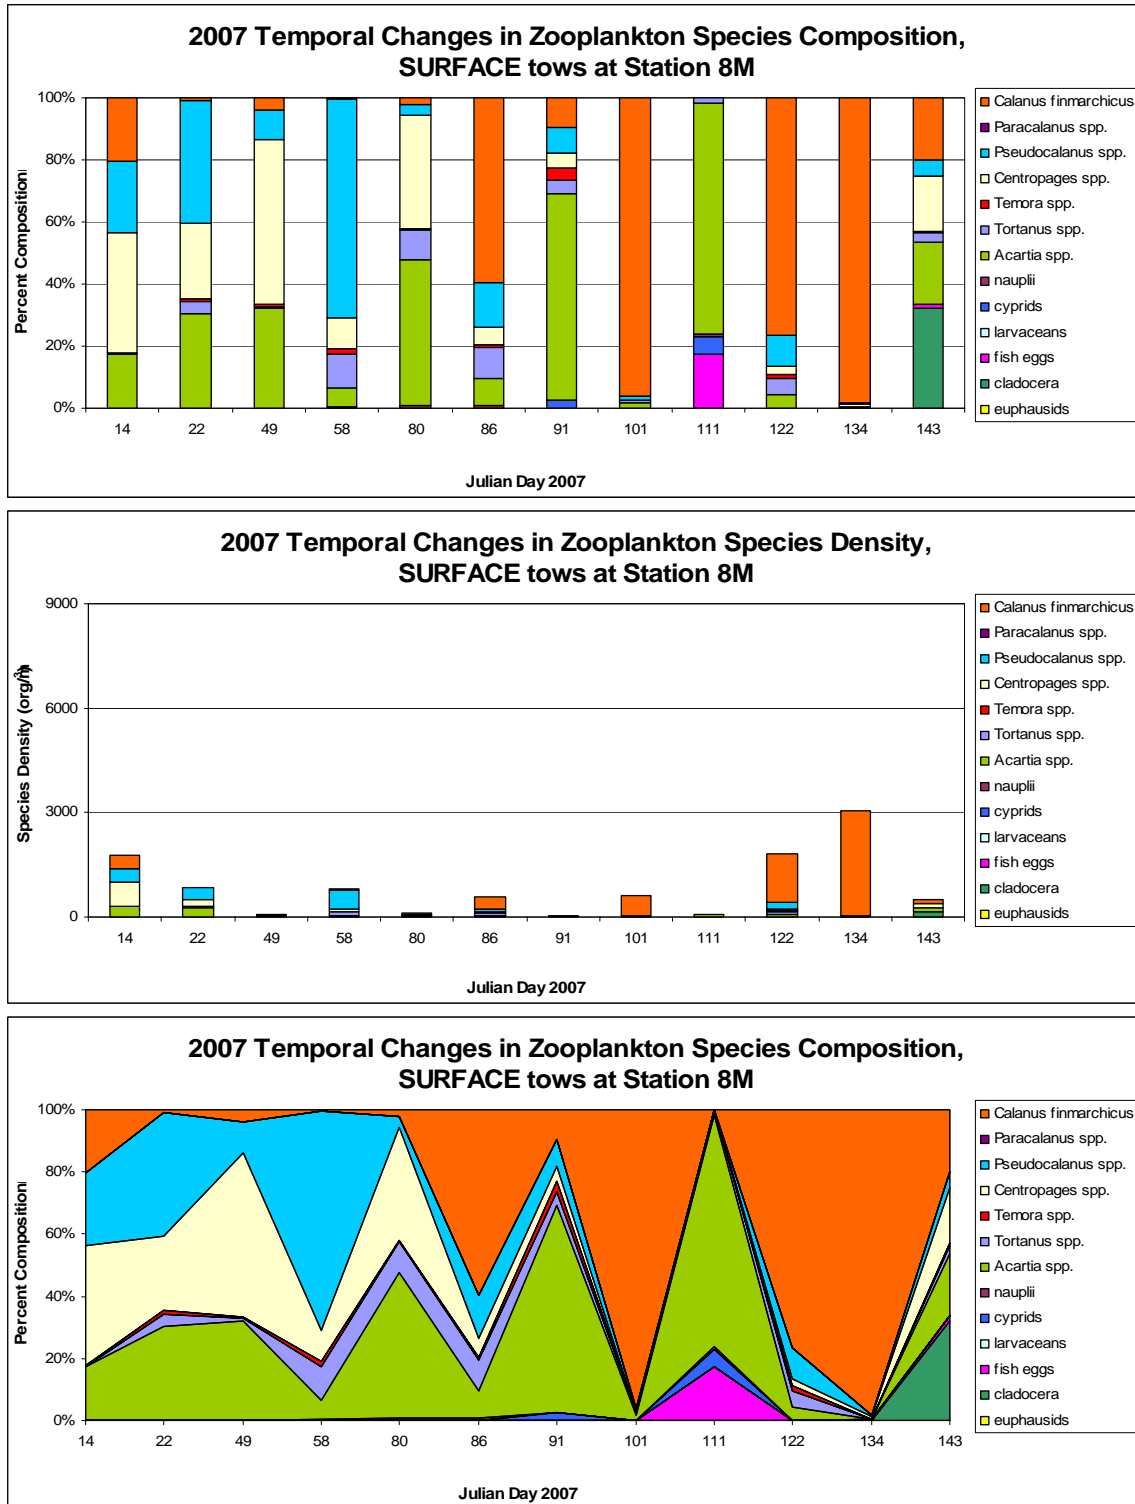 2007 Temporal Changes in Zooplankton Species Composition,
SURFACE tows at Station 8M
100%
80%
60%
40%
20%
0%
Percent Composition
14 22 49 58 80 86 91 101 111 122 134 143
Julian Day 2007
Calanus finmarchicus
Paracalanus spp.
Pseudocalanus spp.
Centropages spp.
Temora spp.
Tortanus spp.
Acartia spp.
nauplii
cyprids
larvaceans
fish eggs
cladocera
euphausids
2007 Temporal Changes in Zooplankton Species Density,
SURFACE tows at Station 8M
9000
6000
3000
0
Species Density (org/m³)
14 22 49 58 80 86 91 101 111 122 134 143
Julian Day 2007
Calanus finmarchicus
Paracalanus spp.
Pseudocalanus spp.
Centropages spp.
Temora spp.
Tortanus spp.
Acartia spp.
nauplii
cyprids
larvaceans
fish eggs
cladocera
euphausids
2007 Temporal Changes in Zooplankton Species Composition,
SURFACE tows at Station 8M
100%
80%
60%
40%
20%
0%
Percent Composition
14 22 49 58 80 86 91 101 111 122 134 143
Julian Day 2007
Calanus finmarchicus
Paracalanus spp.
Pseudocalanus spp.
Centropages spp.
Temora spp.
Tortanus spp.
Acartia spp.
nauplii
cyprids
larvaceans
fish eggs
cladocera
euphausids